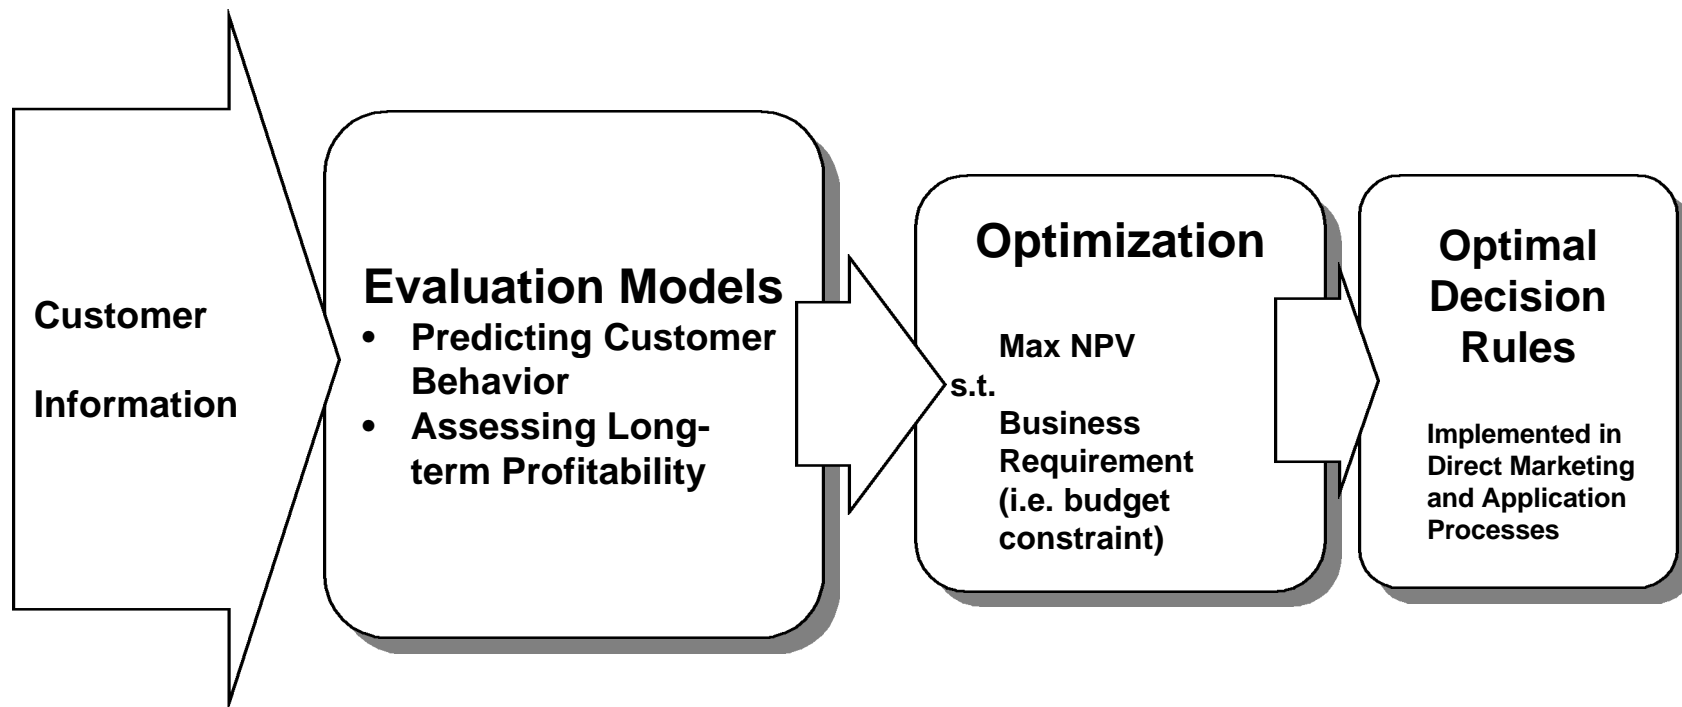 Customer
Information
Evaluation Models
• Predicting Customer
Behavior
• Assessing Long-
term Profitability
Optimization
Max NPV
s.t.
Business
Requirement
(i.e. budget
constraint)
Optimal
Decision
Rules
Implemented in
Direct Marketing
and Application
Processes